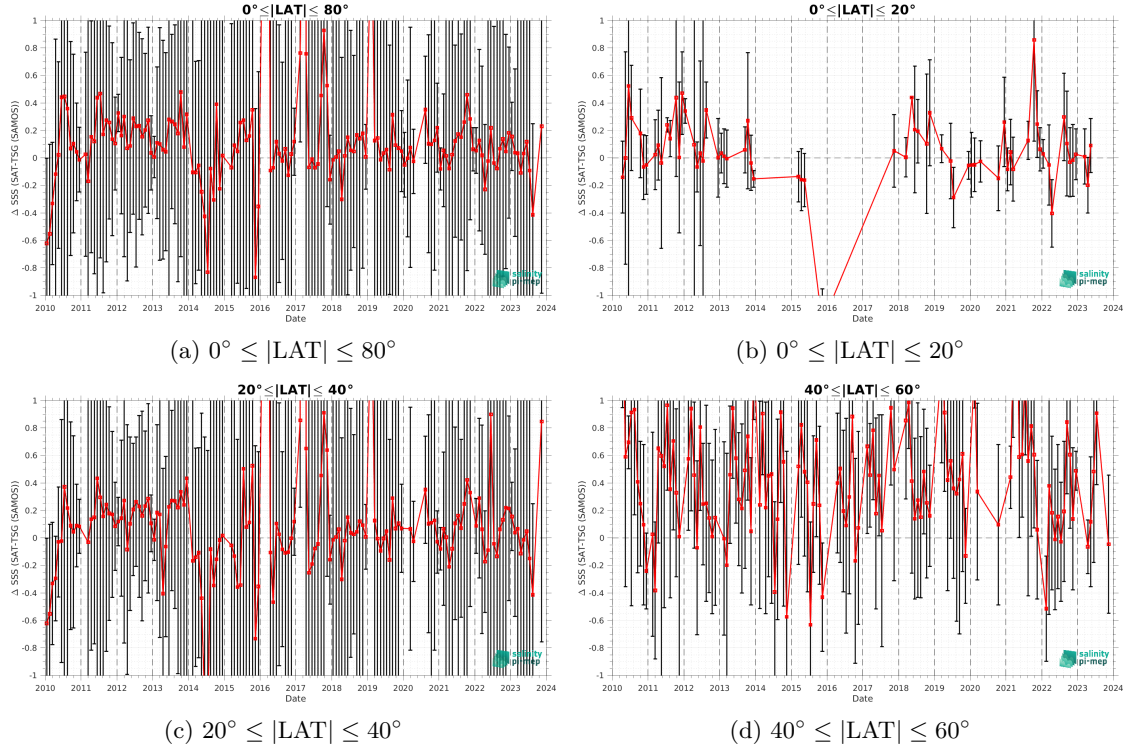 0°≤|LAT|≤ 80°
Δ SSS (SAT-TSG (SAMOS))
1
0.8
0.6
0.4
0.2
0
-0.2
-0.4
-0.6
-0.8
-1
2010 2011 2012 2013 2014 2015 2016 2017 2018 2019 2020 2021 2022 2023 2024
Date
salinity
pi-mep
(a) 0° ≤ |LAT| ≤ 80°
0°≤|LAT|≤ 20°
Δ SSS (SAT-TSG (SAMOS))
1
0.8
0.6
0.4
0.2
0
-0.2
-0.4
-0.6
-0.8
-1
2010 2011 2012 2013 2014 2015 2016 2017 2018 2019 2020 2021 2022 2023 2024
Date
salinity
pi-mep
(b) 0° ≤ |LAT| ≤ 20°
20°≤|LAT|≤ 40°
Δ SSS (SAT-TSG (SAMOS))
1
0.8
0.6
0.4
0.2
0
-0.2
-0.4
-0.6
-0.8
-1
2010 2011 2012 2013 2014 2015 2016 2017 2018 2019 2020 2021 2022 2023 2024
Date
salinity
pi-mep
(c) 20° ≤ |LAT| ≤ 40°
40°≤|LAT|≤ 60°
Δ SSS (SAT-TSG (SAMOS))
1
0.8
0.6
0.4
0.2
0
-0.2
-0.4
-0.6
-0.8
-1
2010 2011 2012 2013 2014 2015 2016 2017 2018 2019 2020 2021 2022 2023 2024
Date
salinity
pi-mep
(d) 40° ≤ |LAT| ≤ 60°